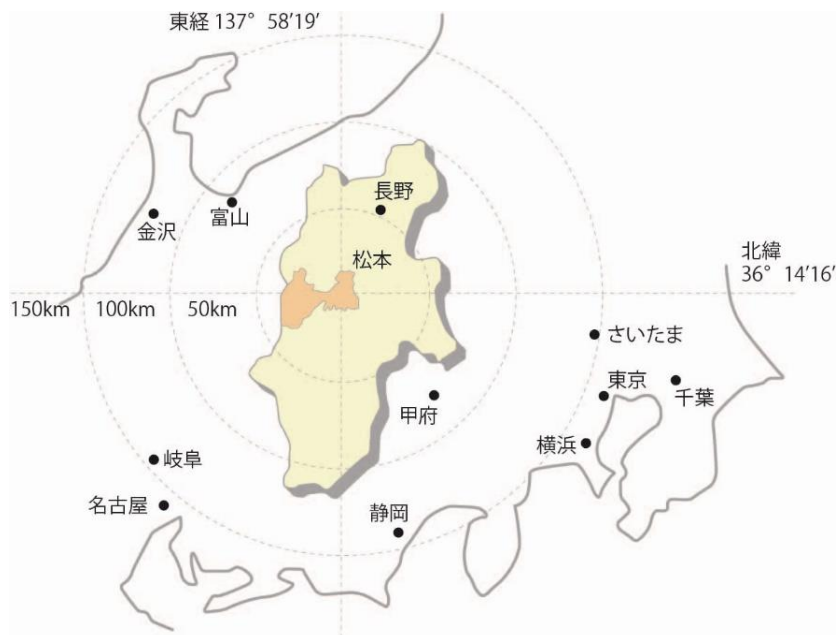 東経 137° 58′19′
長野
富山
金沢
松本
北緯
36° 14′16′
150km 100km 50km
さいたま
東京
千葉
甲府
横浜
岐阜
名古屋
静岡